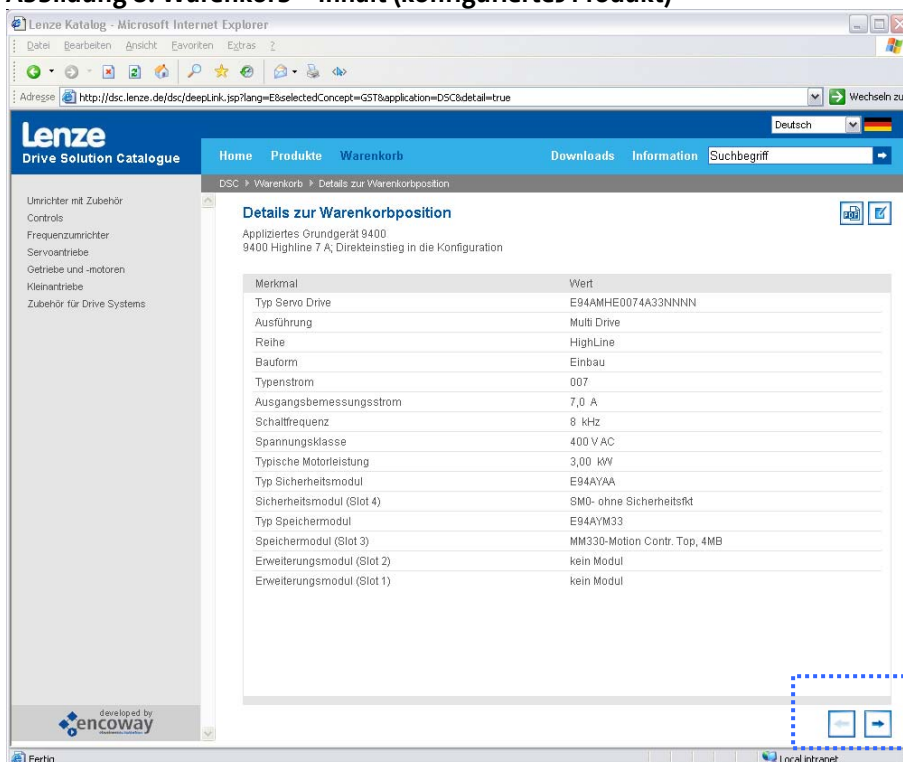 Abbildung 8: Warenkorb – Inhalt (konfiguriertes Produkt)
Lenze Katalog - Microsoft Internet Explorer
Datei Bearbeiten Ansicht Favoriten Extras ?
Adresse http://dsc.lenze.de/dsc/deepLink.jsp?lang=E&selectedConcept=GST&application=DSC&detail=true Wechseln zu
Lenze
Deutsch
Drive Solution Catalogue
Home Produkte Warenkorb Downloads Information Suchbegriff
DSC Warenkorb Details zur Warenkorbposition
Umrichter mit Zubehör
Controls
Frequenzumrichter
Servoantriebe
Getriebe und -motoren
Kleinantriebe
Zubehör für Drive Systems
Details zur Warenkorbposition
PDF
Appliziertes Grundgerät 9400
9400 Highline 7 A; Direkteinstieg in die Konfiguration
Merkmal Wert
Typ Servo Drive E94AMHE0074A33NNNN
Ausführung Multi Drive
Reihe HighLine
Bauform Einbau
Typenstrom 007
Ausgangsbemessungsstrom 7,0 A
Schaltfrequenz 8 kHz
Spannungsklasse 400 V AC
Typische Motorleistung 3,00 kW
Typ Sicherheitsmodul E94AYAA
Sicherheitsmodul (Slot 4) SM0- ohne Sicherheitsfkt
Typ Speichermodul E94AYM33
Speichermodul (Slot 3) MM330-Motion Contr. Top, 4MB
Erweiterungsmodul (Slot 2) kein Modul
Erweiterungsmodul (Slot 1) kein Modul
developed by
encoway
Fertig Local intranet